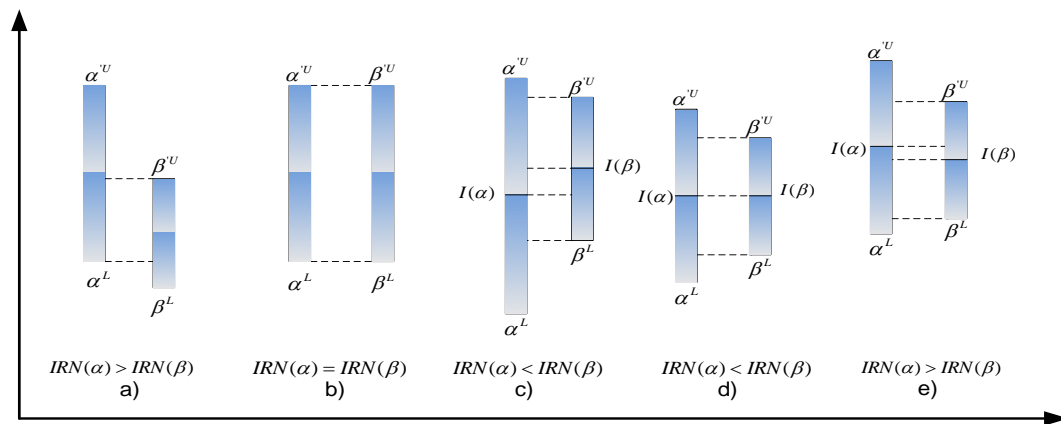 α'U
β'U
α^L
β^L
IRN(α) > IRN(β)
a)
α'U
β'U
α^L
β^L
IRN(α) = IRN(β)
b)
α'U
β'U
I(β)
I(α)
β^L
α^L
IRN(α) < IRN(β)
c)
α'U
β'U
I(α)
I(β)
β^L
α^L
IRN(α) < IRN(β)
d)
α'U
β'U
I(α)
I(β)
β^L
α^L
IRN(α) > IRN(β)
e)